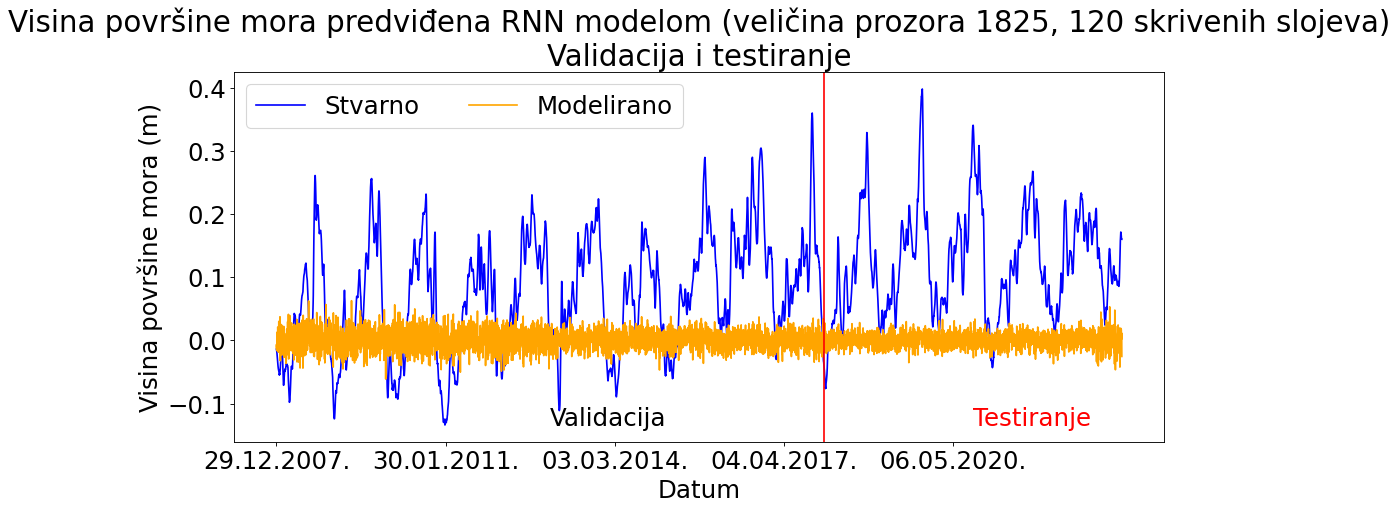 Visina površine mora predviđena RNN modelom (veličina prozora 1825, 120 skrivenih slojeva)
Validacija i testiranje
Stvarno
Modelirano
Visina površine mora (m)
0.4
0.3
0.2
0.1
0.0
−0.1
Validacija
Testiranje
29.12.2007.
30.01.2011.
03.03.2014.
04.04.2017.
06.05.2020.
Datum